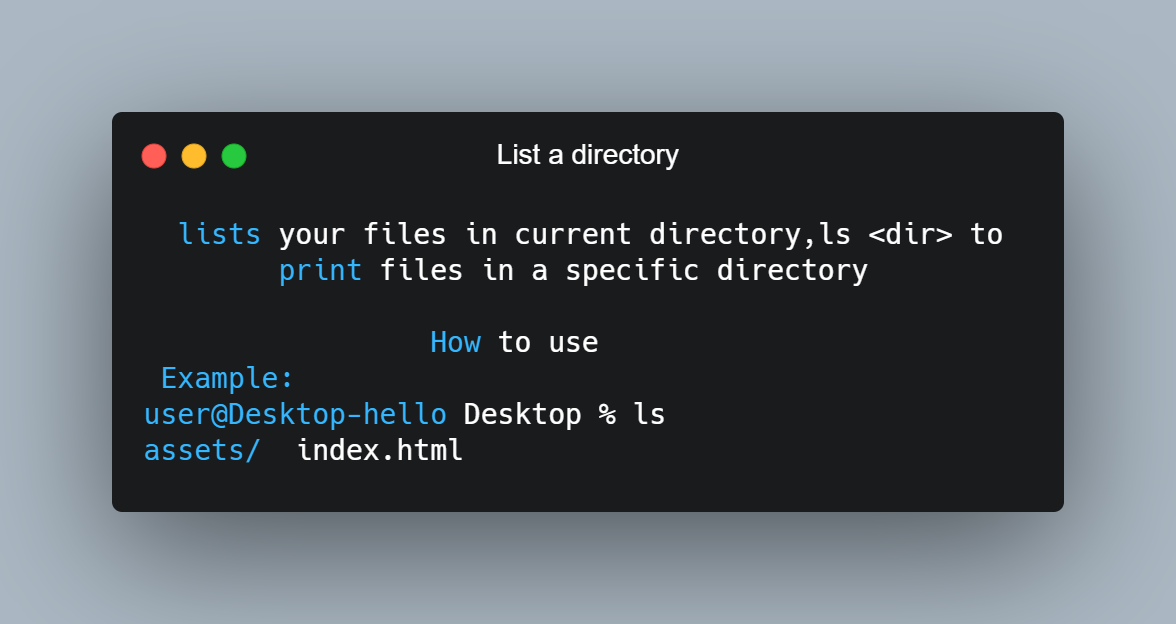 List a directory
lists your files in current directory,ls <dir> to
print files in a specific directory
How to use
Example:
user@Desktop-hello Desktop % ls
assets/  index.html